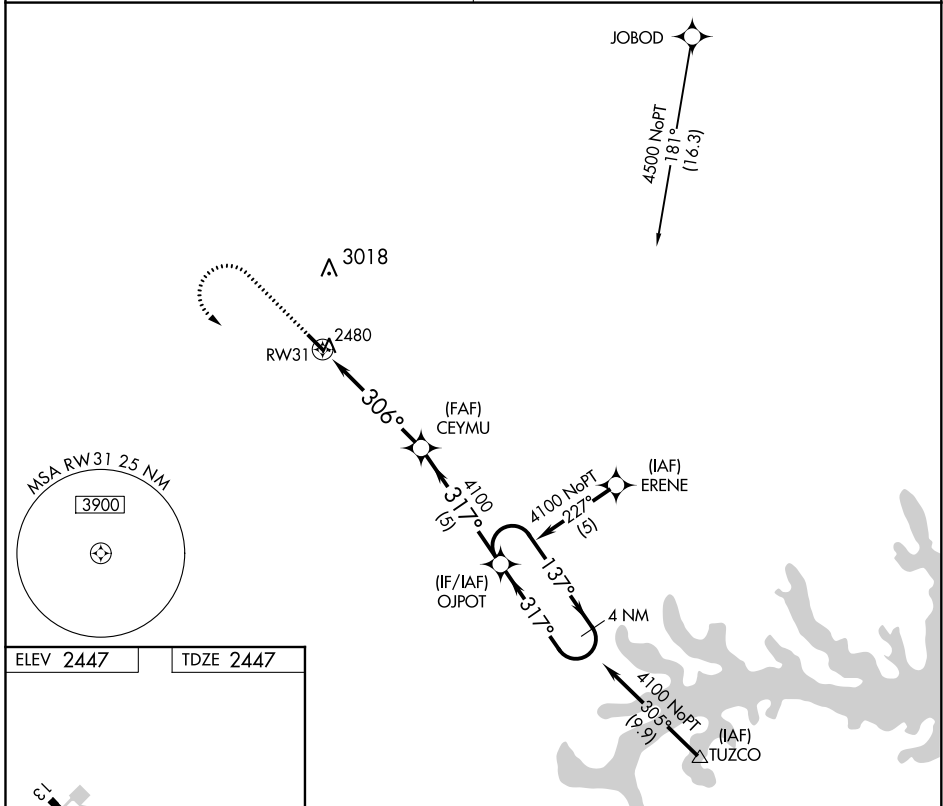 JOBOD
4500 NoPT
181°
(16.3)
3018
2480
RW31
306°
(FAF)
CEYMU
MSA RW31 25 NM
3900
4100
317°
(5)
4100 NoPT
227°
(5)
(IAF)
ERENE
(IF/IAF)
OJPOT
137°
317°
4 NM
4100 NoPT
305°
(9.9)
(IAF)
TUZCO
ELEV 2447
TDZE 2447
13